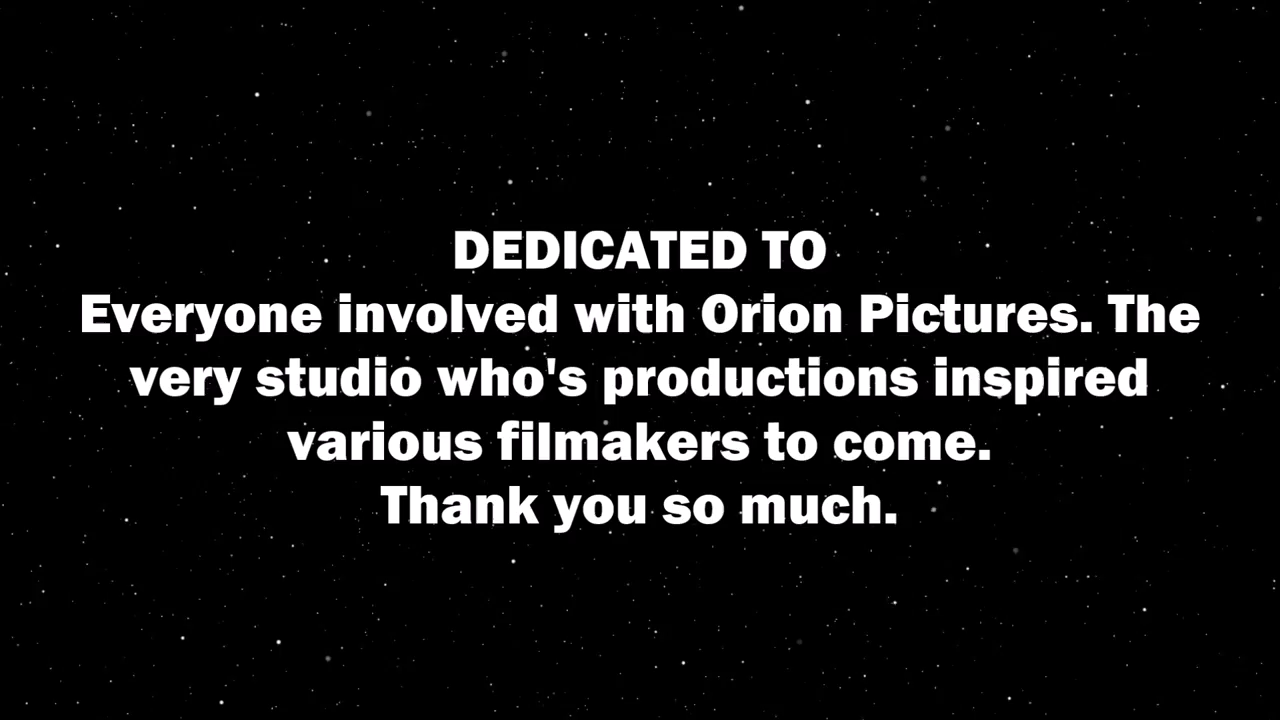 DEDICATED TO
Everyone involved with Orion Pictures. The
very studio who's productions inspired
various filmakers to come.
Thank you so much.